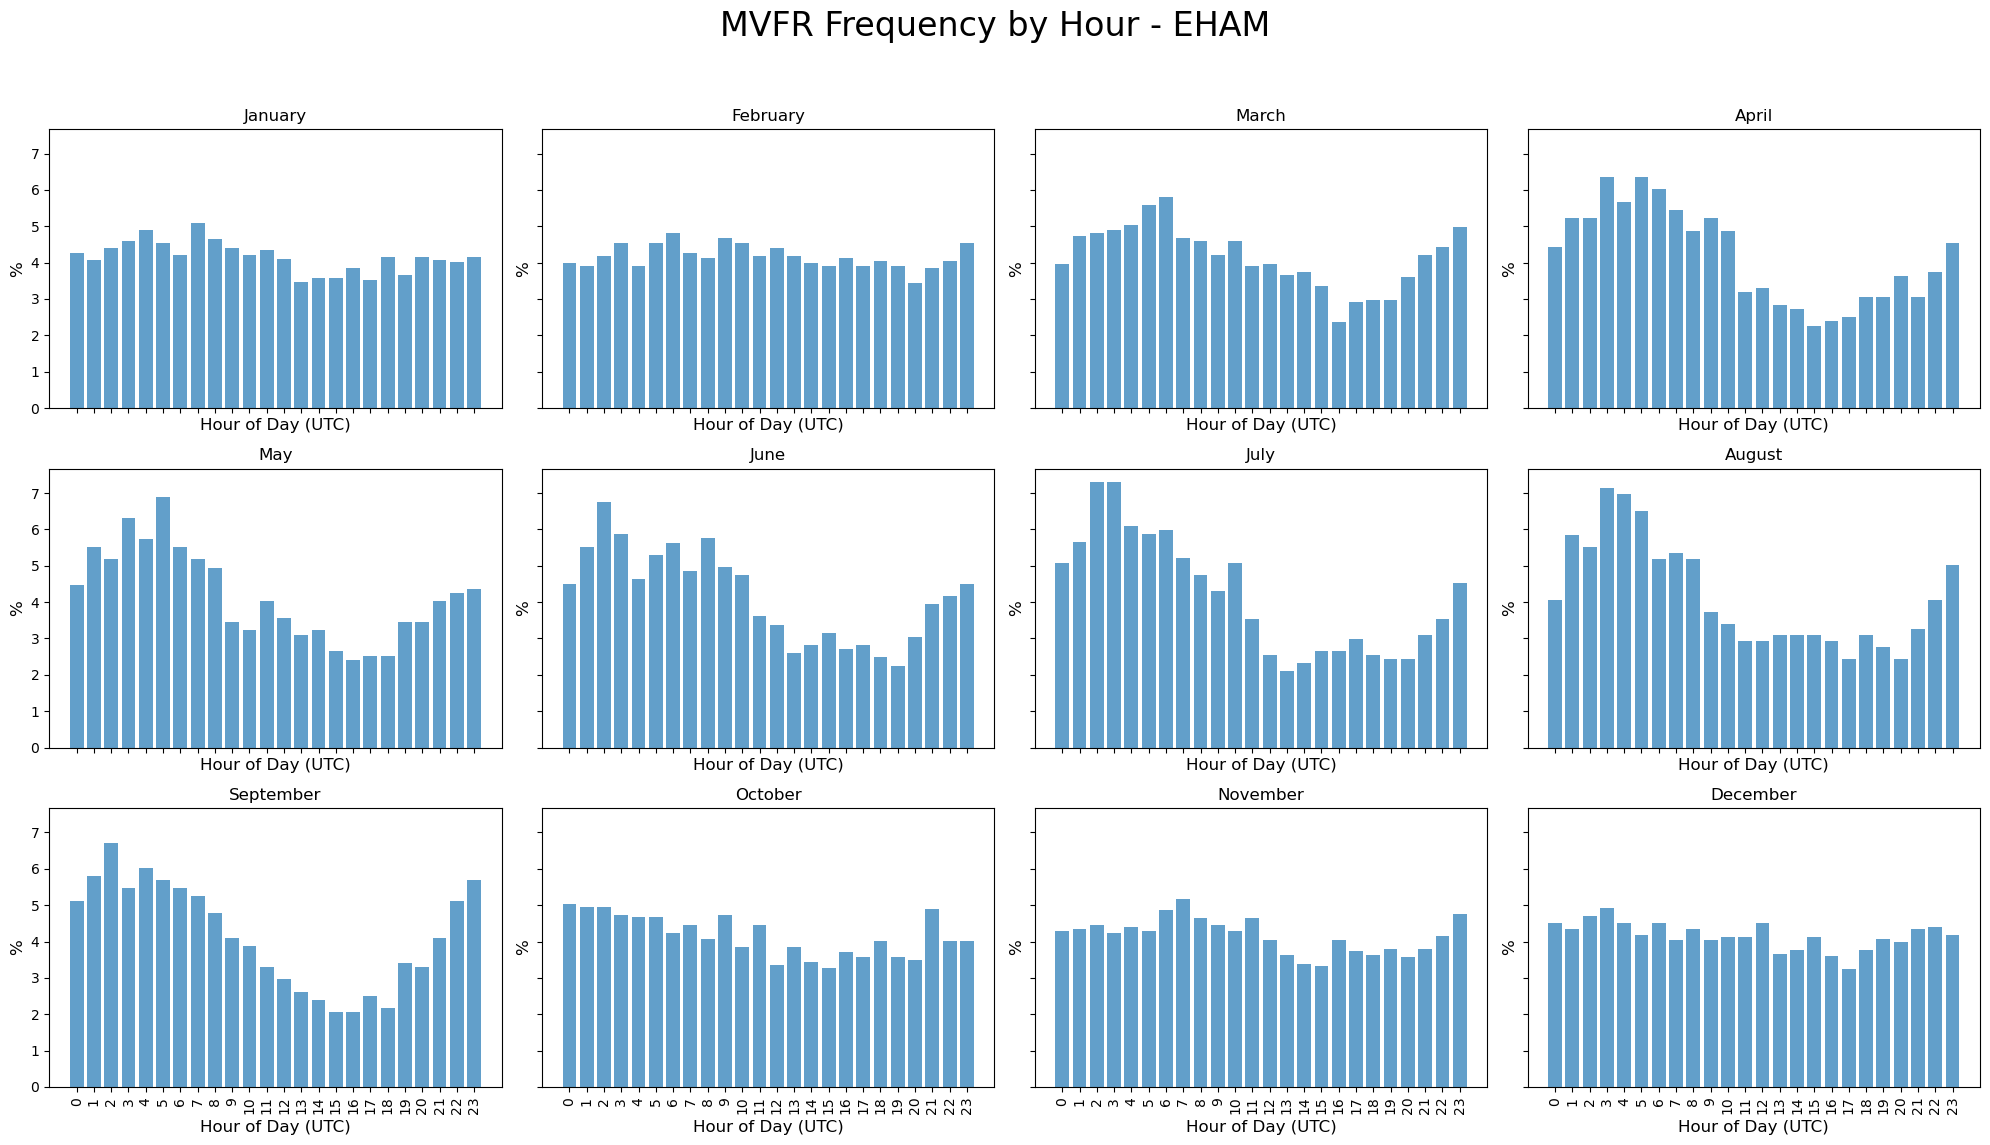 MVFR Frequency by Hour - EHAM
January February March April
7
6
5
4
3
2
1
0
% % % %
Hour of Day (UTC) Hour of Day (UTC) Hour of Day (UTC) Hour of Day (UTC)
May June July August
7
6
5
4
3
2
1
0
% % % %
Hour of Day (UTC) Hour of Day (UTC) Hour of Day (UTC) Hour of Day (UTC)
September October November December
7
6
5
4
3
2
1
0
% % % %
0 1 2 3 4 5 6 7 8 9 10 11 12 13 14 15 16 17 18 19 20 21 22 23 0 1 2 3 4 5 6 7 8 9 10 11 12 13 14 15 16 17 18 19 20 21 22 23 0 1 2 3 4 5 6 7 8 9 10 11 12 13 14 15 16 17 18 19 20 21 22 23 0 1 2 3 4 5 6 7 8 9 10 11 12 13 14 15 16 17 18 19 20 21 22 23
Hour of Day (UTC) Hour of Day (UTC) Hour of Day (UTC) Hour of Day (UTC)